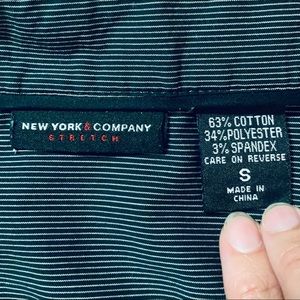 NEW YORK & COMPANY
STRETCH
63% COTTON
34% POLYESTER
3% SPANDEX
CARE ON REVERSE
S
MADE IN
CHINA